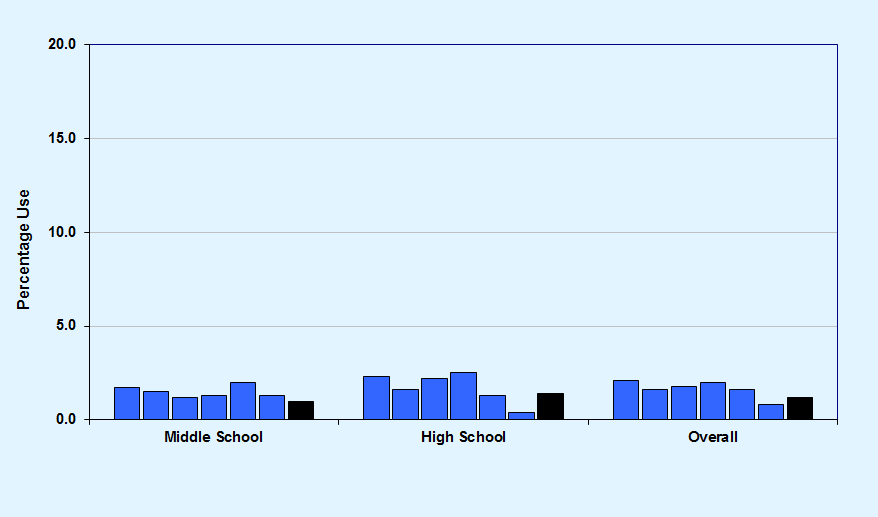 20.0
15.0
10.0
5.0
0.0
Percentage Use
Middle School
High School
Overall